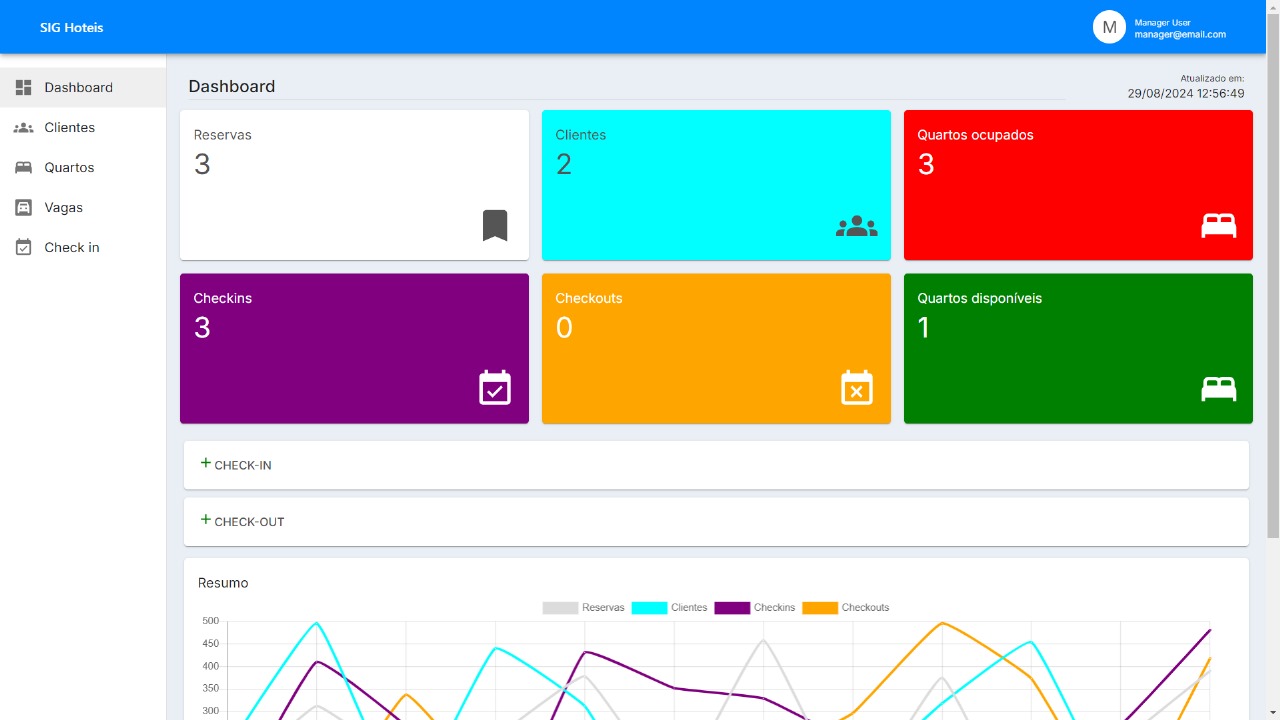 SIG Hoteis
M
Manager User
manager@email.com
Dashboard
Clientes
Quartos
Vagas
Check in
Dashboard
Atualizado em:
29/08/2024 12:56:49
Reservas
3
Clientes
2
Quartos ocupados
3
Checkins
3
Checkouts
0
Quartos disponíveis
1
+ CHECK-IN
+ CHECK-OUT
Resumo
Reservas Clientes Checkins Checkouts
500
450
400
350
300